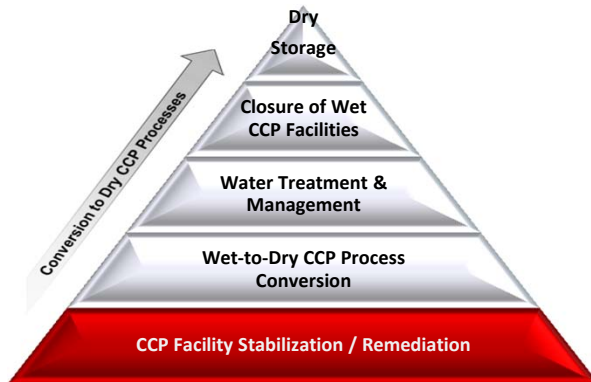 Dry
Storage
Closure of Wet
CCP Facilities
Water Treatment &
Management
Wet-to-Dry CCP Process
Conversion
CCP Facility Stabilization / Remediation
Conversion to Dry CCP Processes